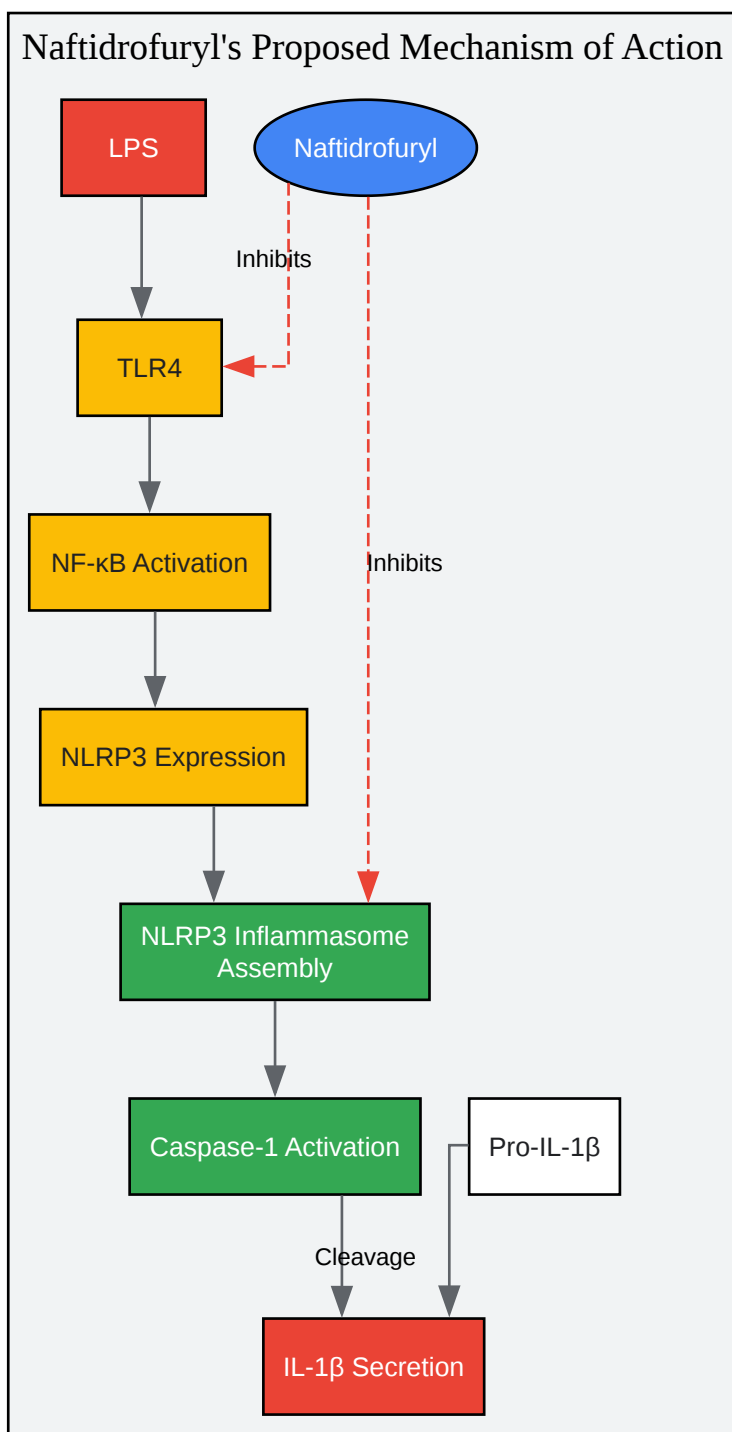 Naftidrofuryl's Proposed Mechanism of Action
LPS
Naftidrofuryl
Inhibits
TLR4
NF-κB Activation
Inhibits
NLRP3 Expression
NLRP3 Inflammasome
Assembly
Caspase-1 Activation
Pro-IL-1β
Cleavage
IL-1β Secretion